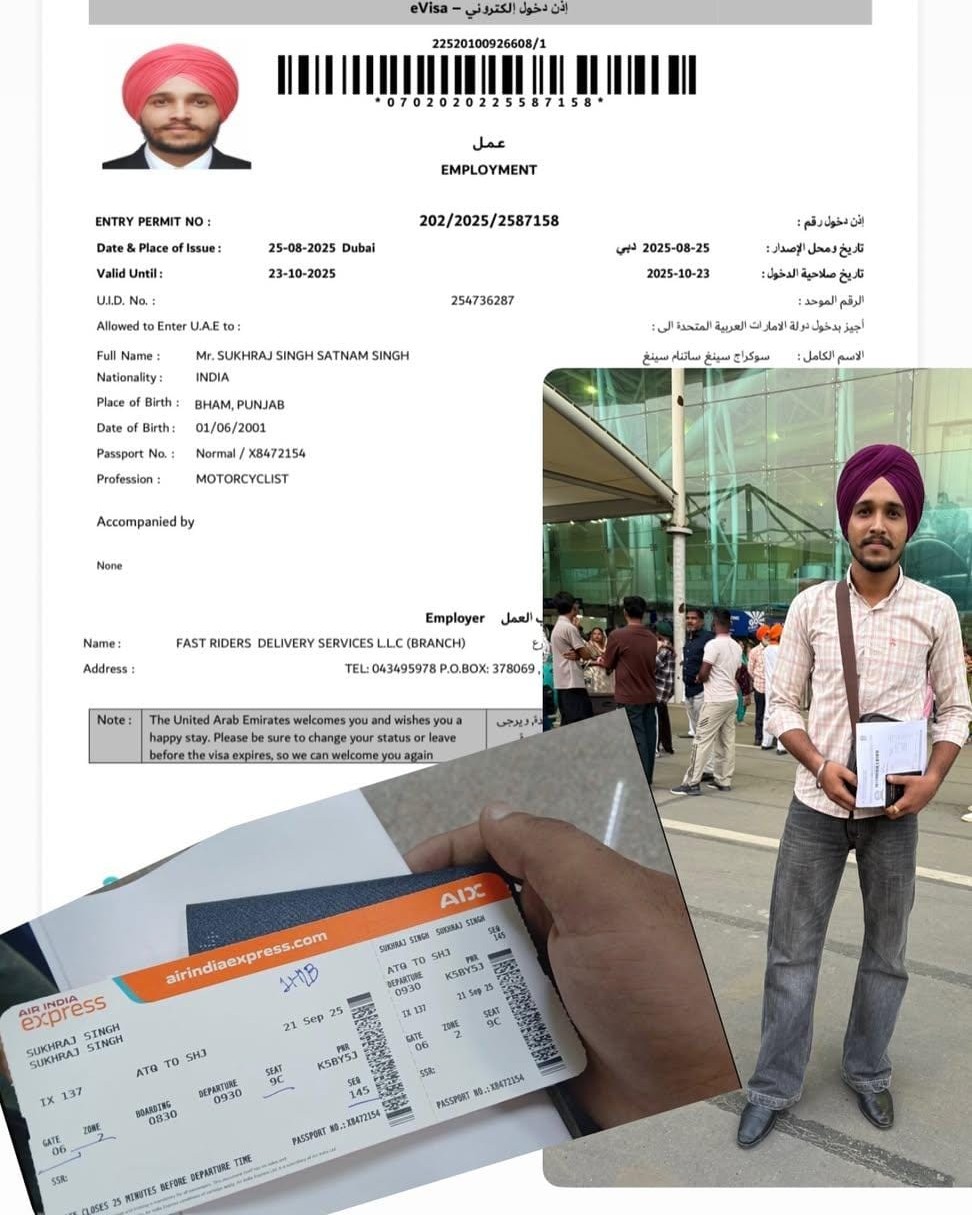 eVisa – إذن دخول إلكتروني
22520100926608/1
*0702020225587158*
عمل
EMPLOYMENT
ENTRY PERMIT NO : 202/2025/2587158 إذن دخول رقم :
Date & Place of Issue : 25-08-2025 Dubai 2025-08-25 دبي تاريخ ومحل الإصدار :
Valid Until : 23-10-2025 2025-10-23 تاريخ صلاحية الدخول :
U.I.D. No. : 254736287 الرقم الموحد :
Allowed to Enter U.A.E to : أجيز بدخول دولة الامارات العربية المتحدة الى :
Full Name : Mr. SUKHRAJ SINGH SATNAM SINGH سوكراج سينغ ساتنام سينغ الاسم الكامل :
Nationality : INDIA
Place of Birth : BHAM, PUNJAB
Date of Birth : 01/06/2001
Passport No. : Normal / X8472154
Profession : MOTORCYCLIST
Accompanied by
None
Employer ب العمل
Name : FAST RIDERS DELIVERY SERVICES L.L.C (BRANCH)
Address : TEL: 043495978 P.O.BOX: 378069 ,
Note : The United Arab Emirates welcomes you and wishes you a
happy stay. Please be sure to change your status or leave
before the visa expires, so we can welcome you again
ويرجى
AIR INDIA
express
airindiaexpress.com
AIX
SUKHRAJ SINGH
SUKHRAJ SINGH
21 Sep 25
ATQ TO SHJ
PNR
K5BY5J
IX 137
BOARDING
0830
DEPARTURE
0930
SEAT
9C
SEQ
145
GATE
06
ZONE
2
SSR:
PASSPORT NO.:X8472154
CLOSES 25 MINUTES BEFORE DEPARTURE TIME
SUKHRAJ SINGH SUKHRAJ SINGH
SEQ
145
ATQ TO SHJ
DEPARTURE
0930
PNR
K5BY5J
IX 137
21 Sep 25
GATE
06
ZONE
2
SEAT
9C
SSR:
PASSPORT NO.:X8472154